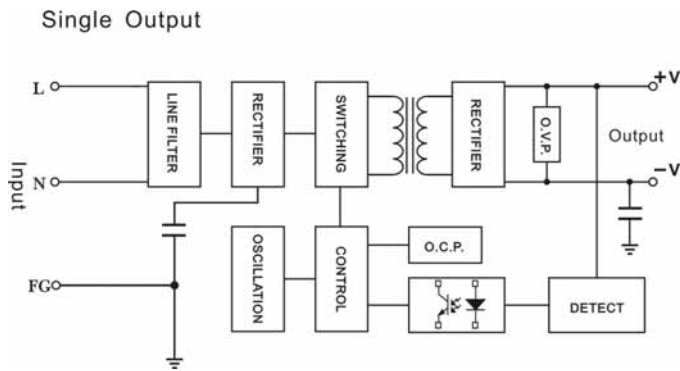 Single Output
L
N
FG
Input
LINE FILTER
RECTIFIER
SWITCHING
RECTIFIER
O.V.P.
+V
Output
-V
OSCILLATION
CONTROL
O.C.P.
DETECT